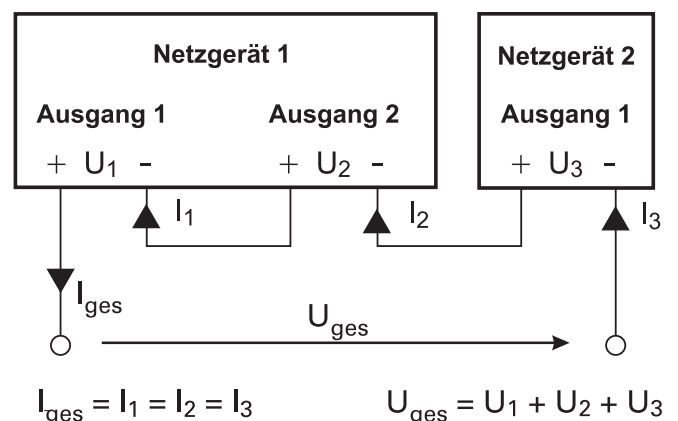 Netzgerät 1
Netzgerät 2
Ausgang 1
Ausgang 2
Ausgang 1
+ U1 -
+ U2 -
+ U3 -
I1
I2
I3
Iges
Uges
Iges = I1 = I2 = I3
Uges = U1 + U2 + U3